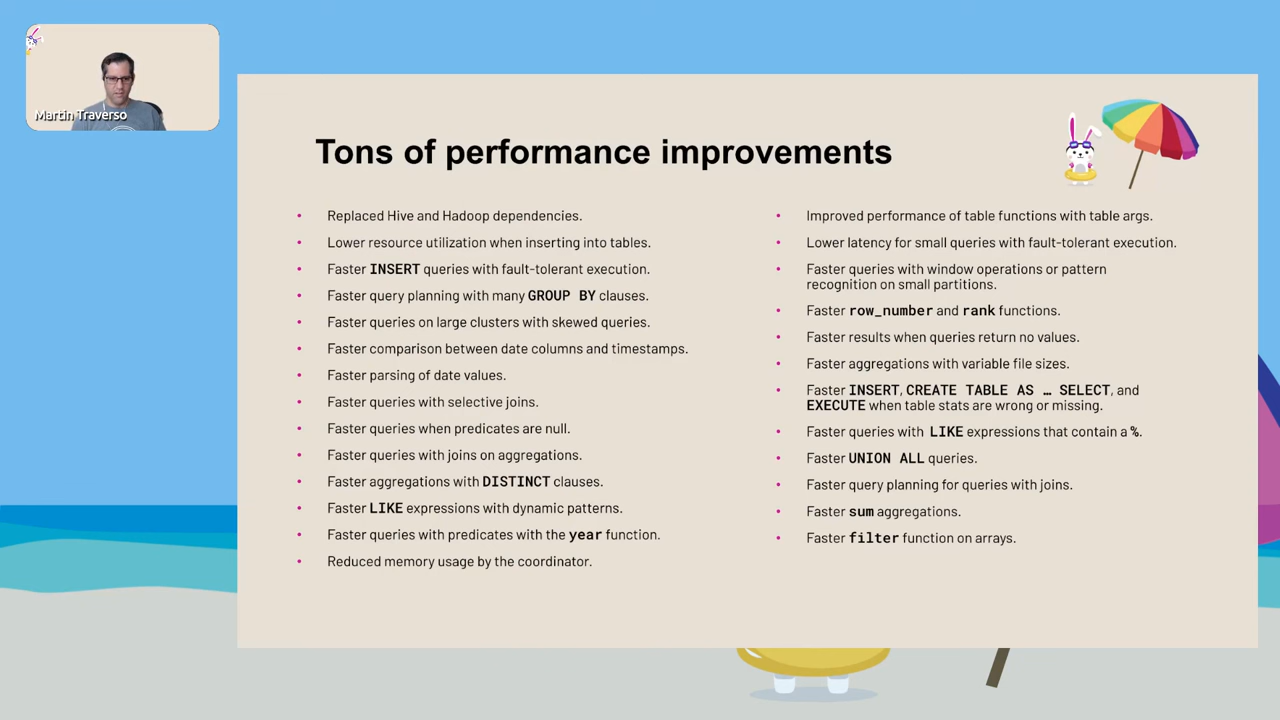 Martin Traverso
Tons of performance improvements
• Replaced Hive and Hadoop dependencies.
• Lower resource utilization when inserting into tables.
• Faster INSERT queries with fault-tolerant execution.
• Faster query planning with many GROUP BY clauses.
• Faster queries on large clusters with skewed queries.
• Faster comparison between date columns and timestamps.
• Faster parsing of date values.
• Faster queries with selective joins.
• Faster queries when predicates are null.
• Faster queries with joins on aggregations.
• Faster aggregations with DISTINCT clauses.
• Faster LIKE expressions with dynamic patterns.
• Faster queries with predicates with the year function.
• Reduced memory usage by the coordinator.
• Improved performance of table functions with table args.
• Lower latency for small queries with fault-tolerant execution.
• Faster queries with window operations or pattern
recognition on small partitions.
• Faster row_number and rank functions.
• Faster results when queries return no values.
• Faster aggregations with variable file sizes.
• Faster INSERT, CREATE TABLE AS … SELECT, and
EXECUTE when table stats are wrong or missing.
• Faster queries with LIKE expressions that contain a %.
• Faster UNION ALL queries.
• Faster query planning for queries with joins.
• Faster sum aggregations.
• Faster filter function on arrays.